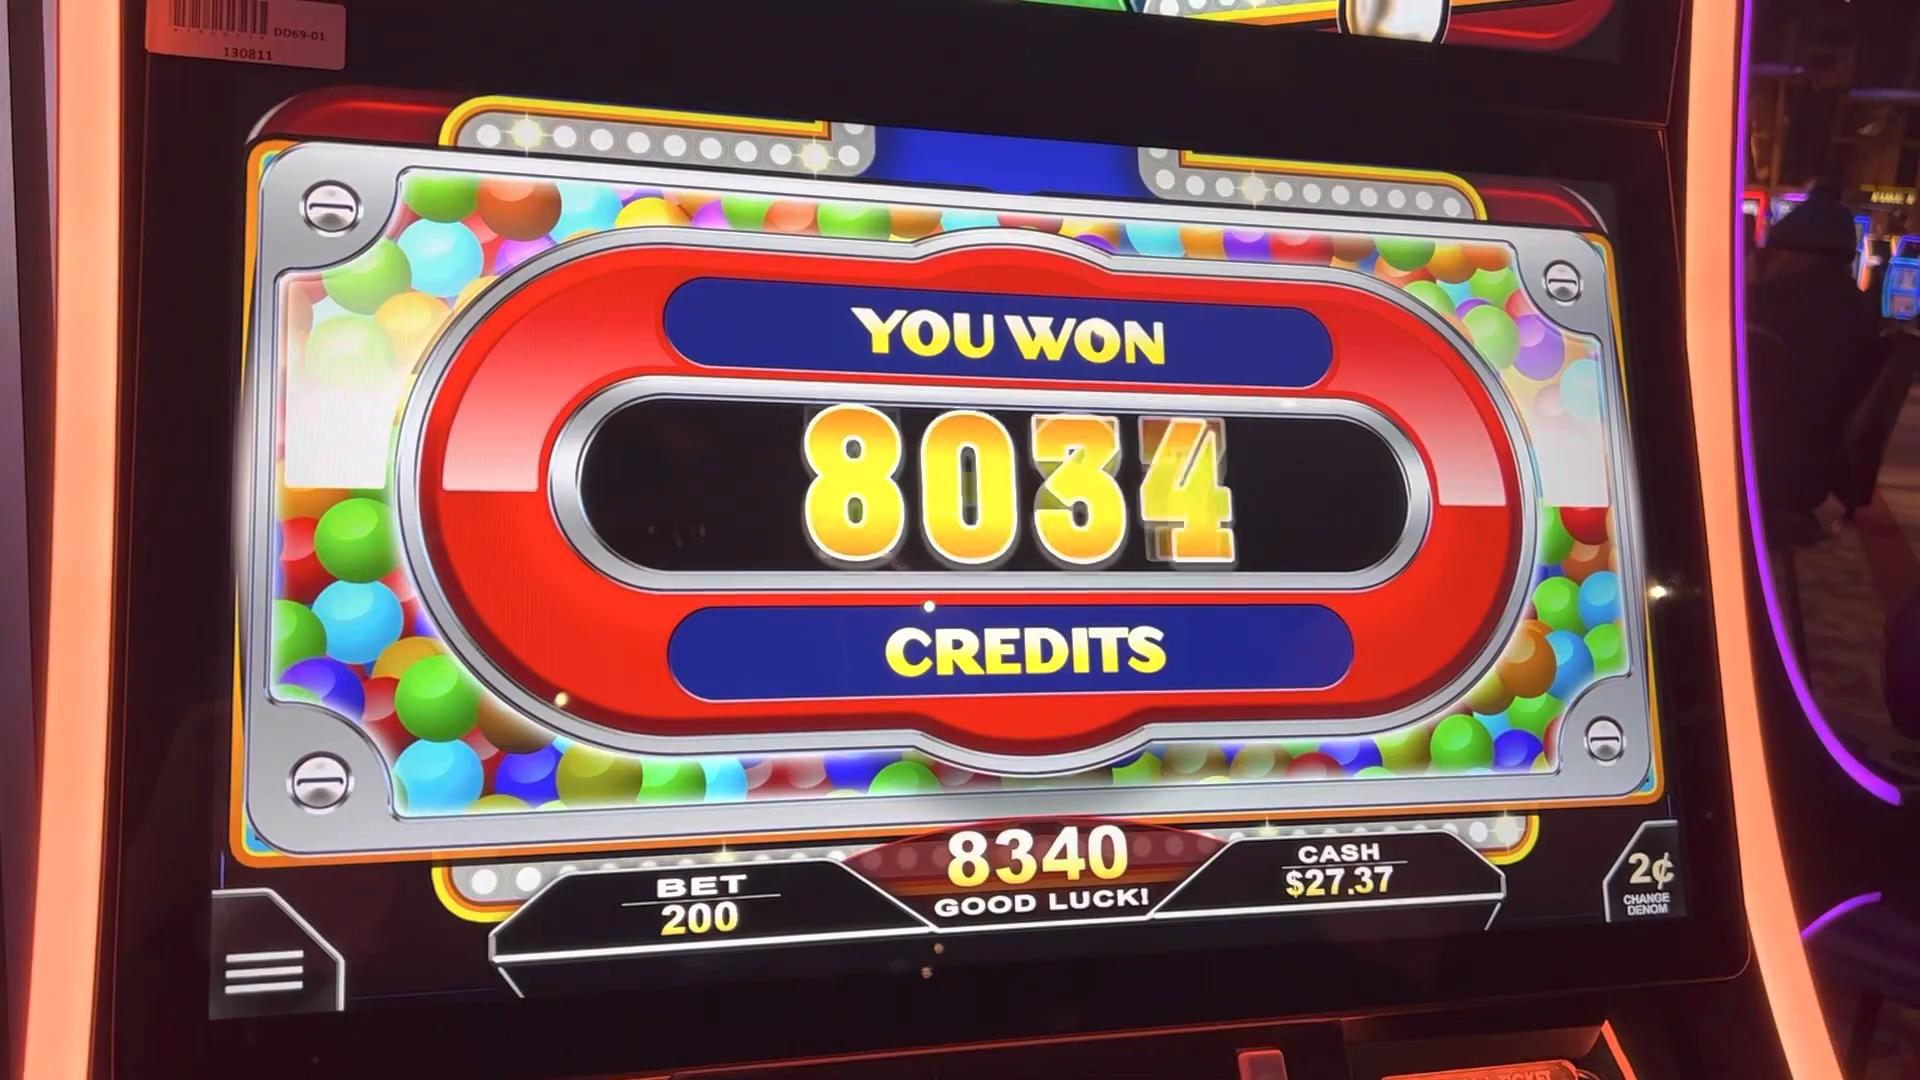 DD69-01
130811
YOU WON
8034
CREDITS
8340
GOOD LUCK!
BET
200
CASH
$27.37
2¢
CHANGE
DENOM